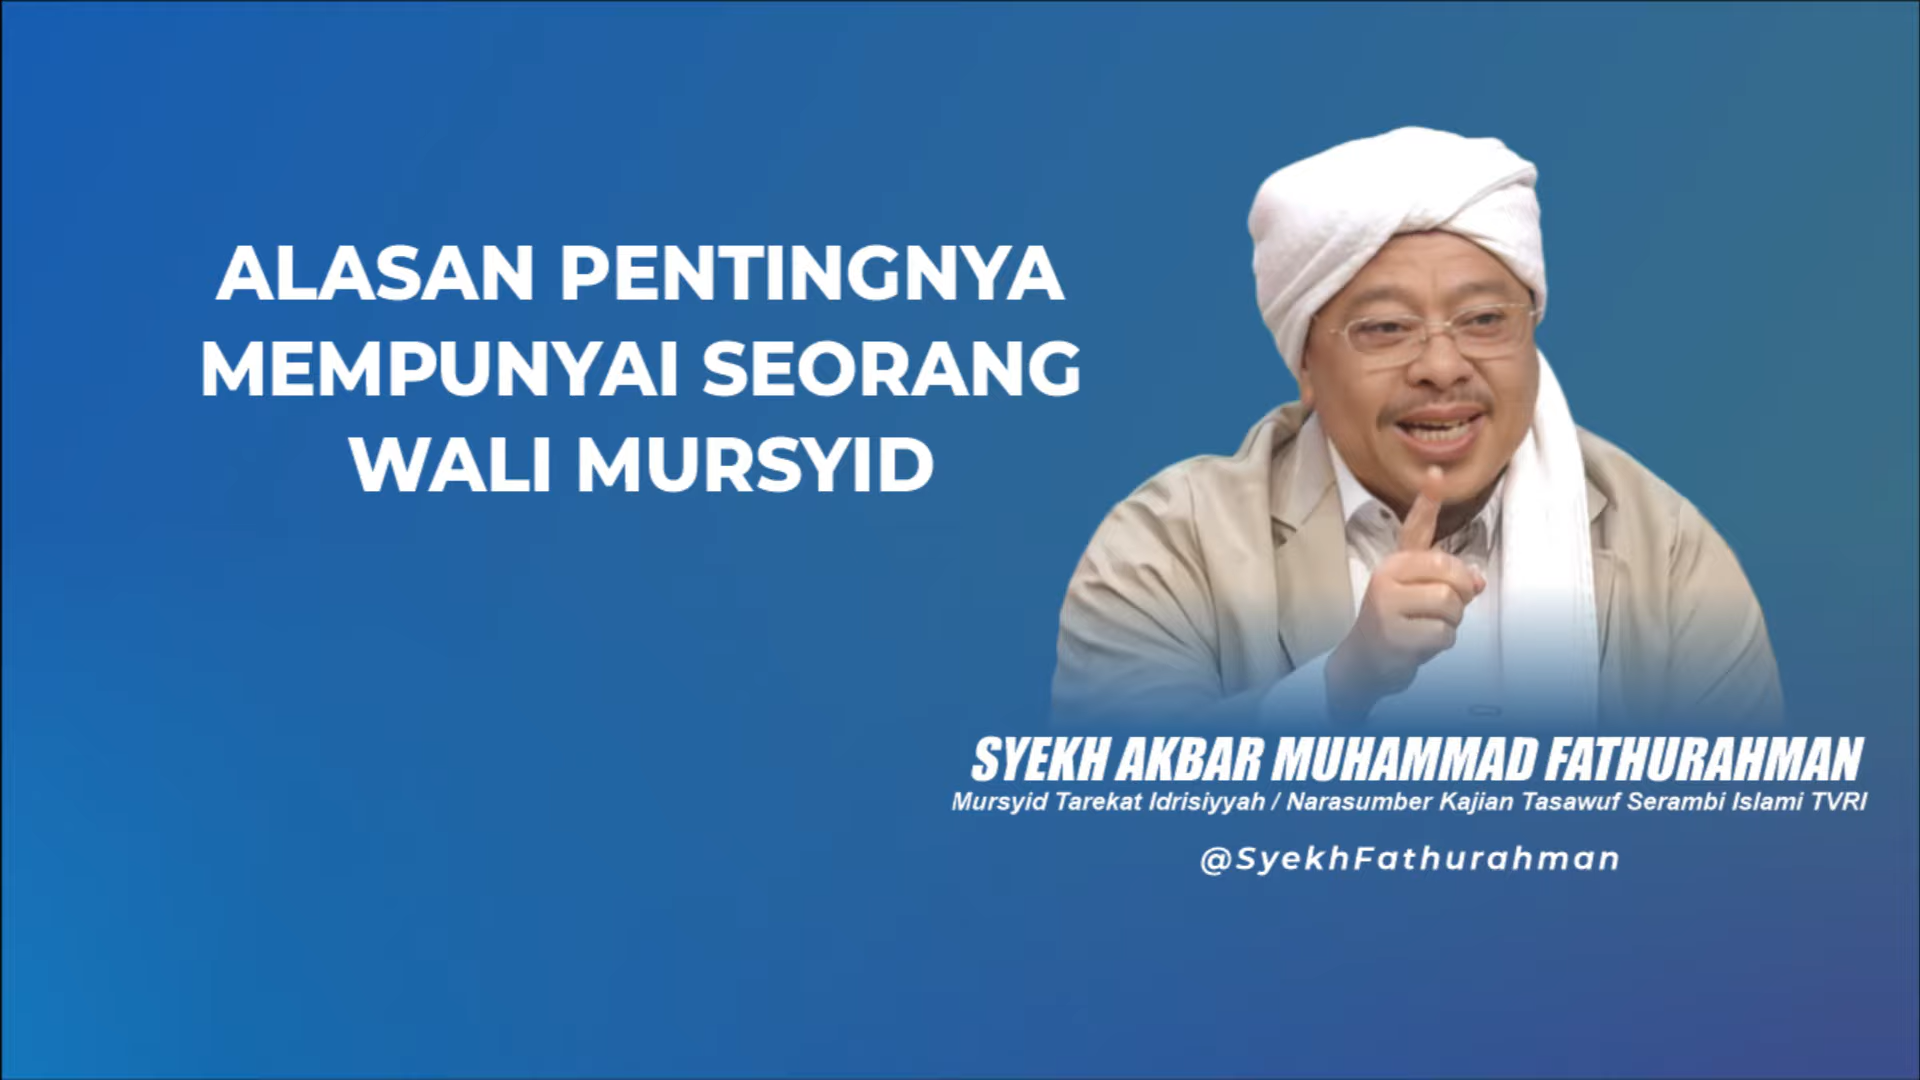 ALASAN PENTINGNYA
MEMPUNYAI SEORANG
WALI MURSYID
SYEKH AKBAR MUHAMMAD FATHURAHMAN
Mursyid Tarekat Idrisiyyah / Narasumber Kajian Tasawuf Serambi Islami TVRI
@SyekhFathurahman